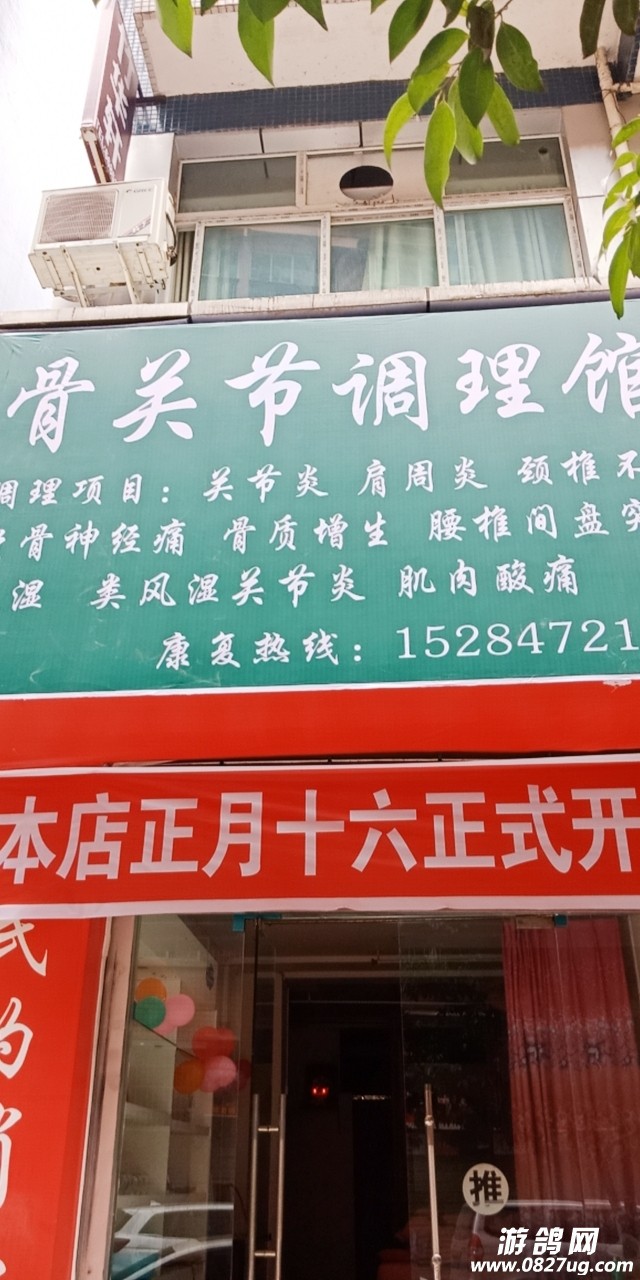 骨关节调理馆
调理项目：关节炎 肩周炎 颈椎不
骨神经痛 骨质增生 腰椎间盘突
湿 类风湿关节炎 肌肉酸痛
康复热线：15284721
本店正月十六正式开
推
游鸽网
www.0827ug.com